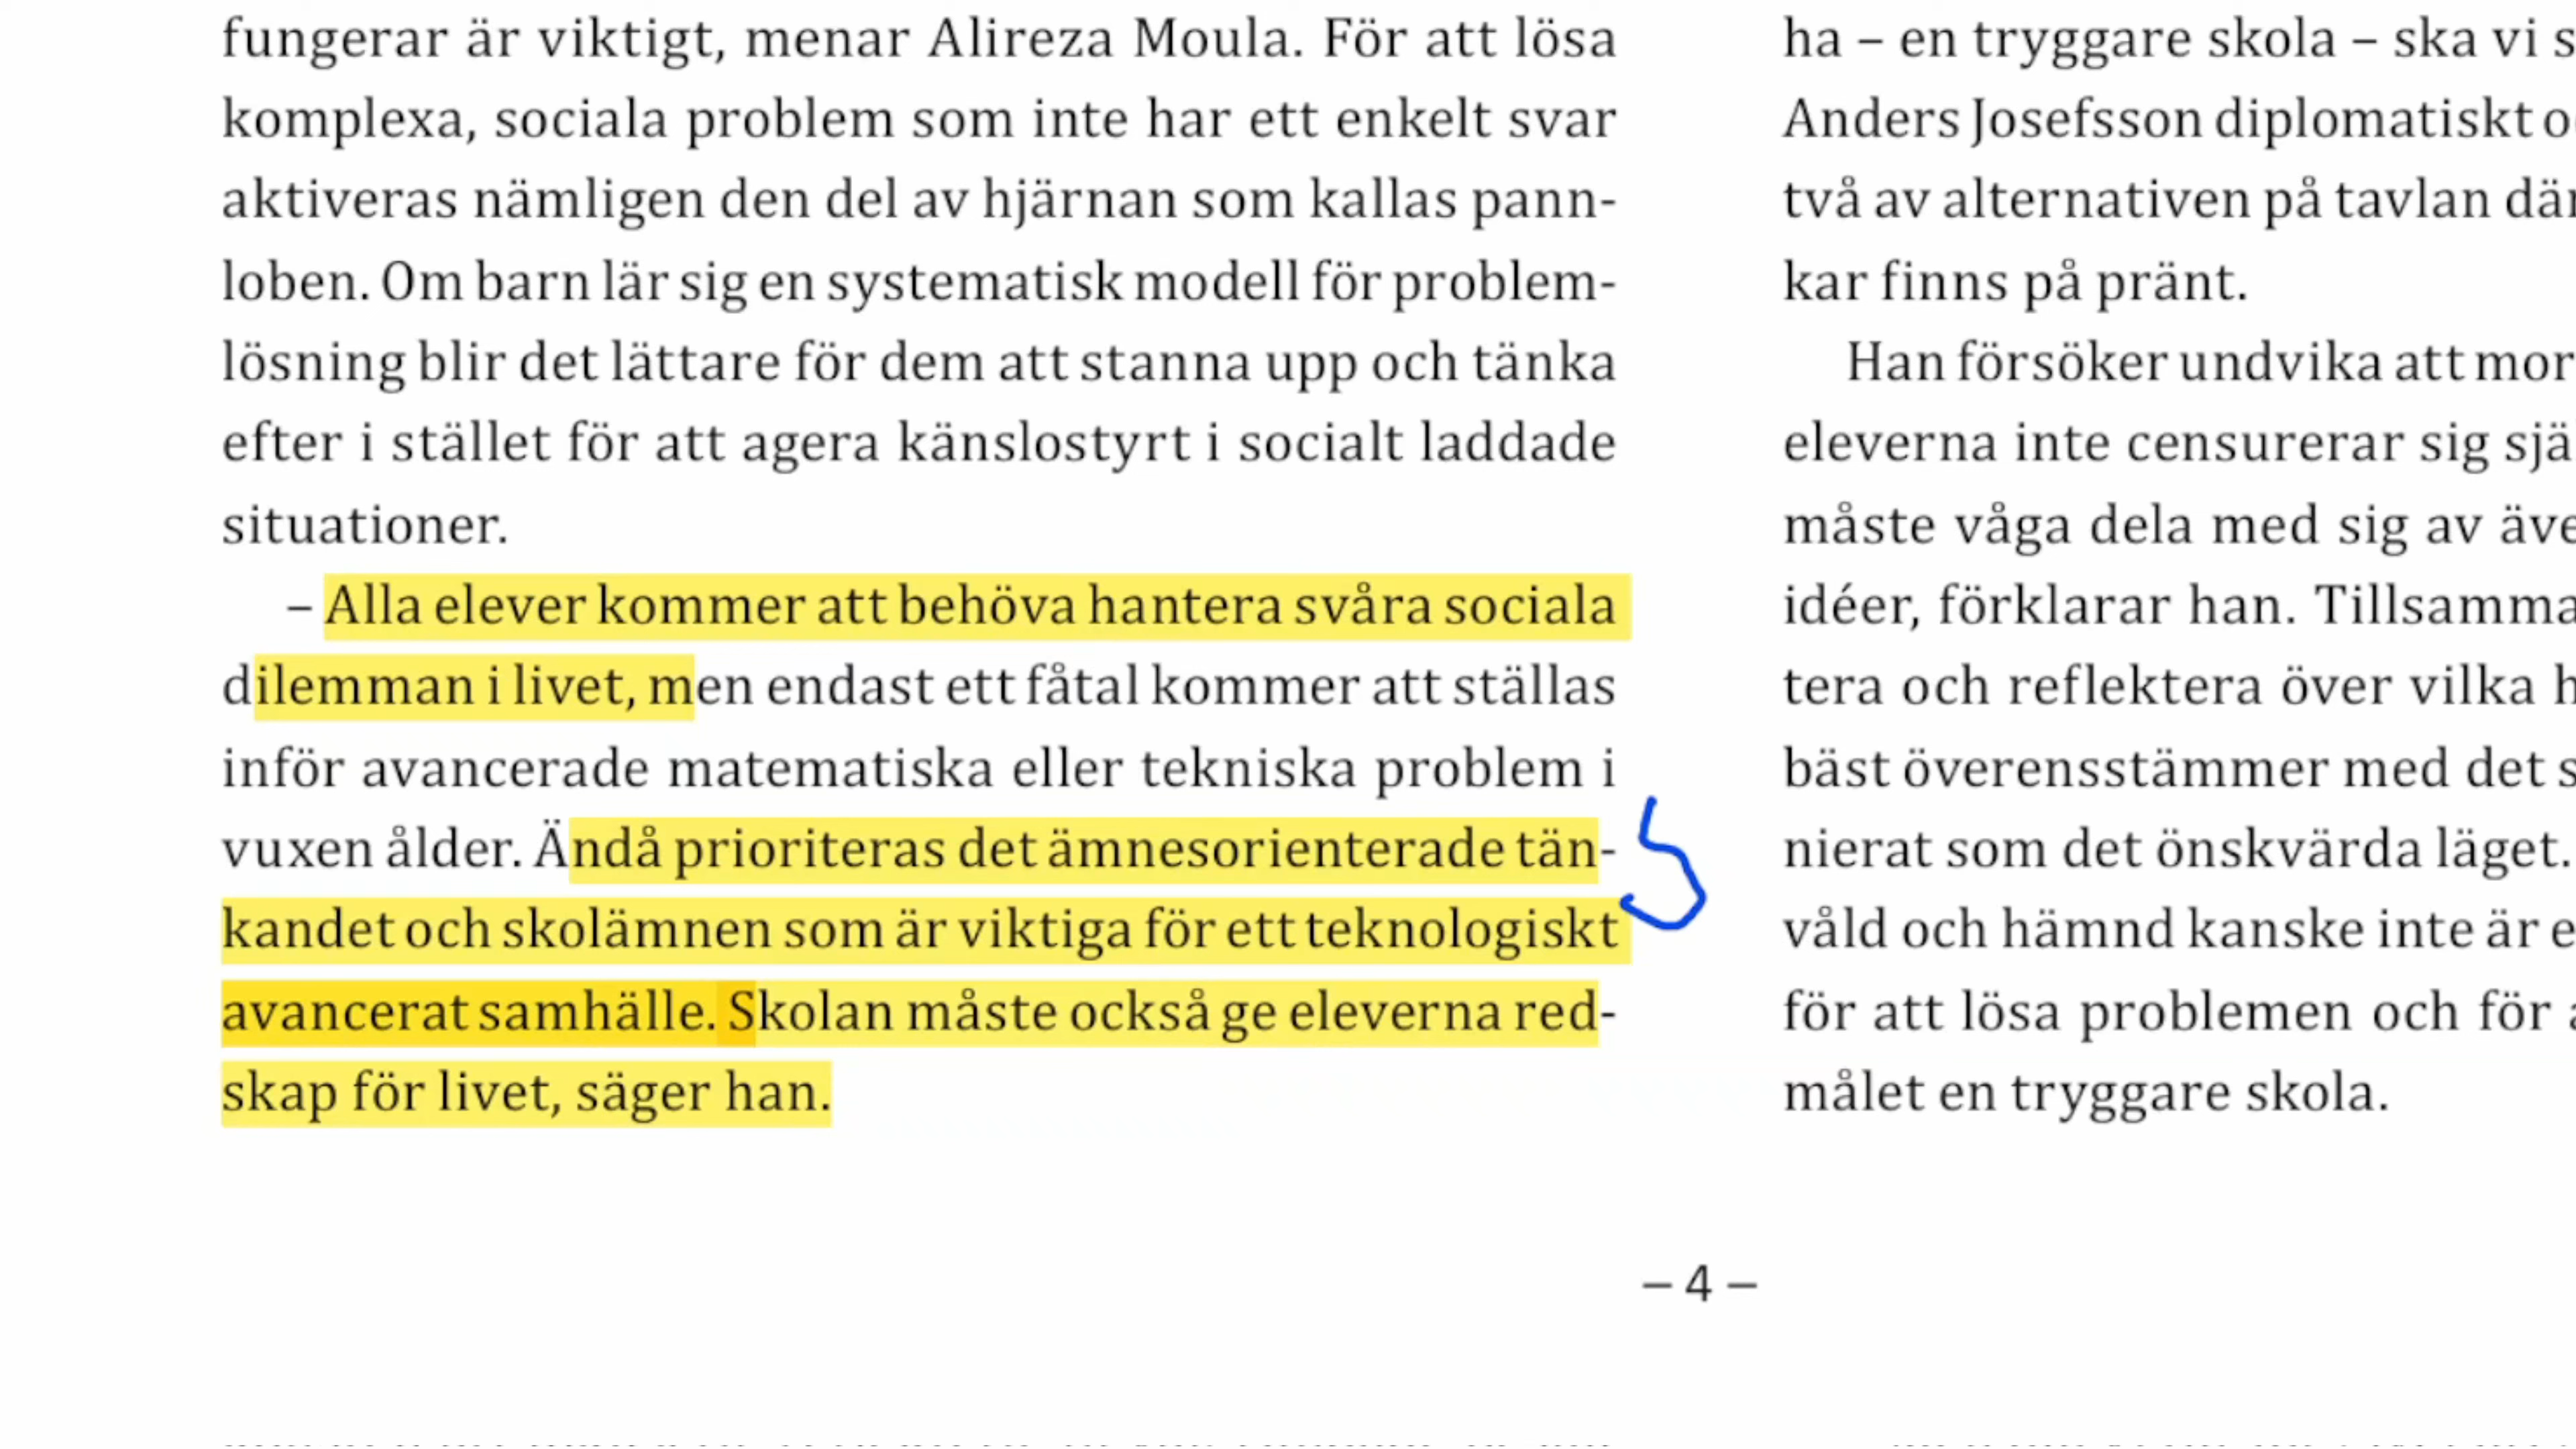 fungerar är viktigt, menar Alireza Moula. För att lösa
komplexa, sociala problem som inte har ett enkelt svar
aktiveras nämligen den del av hjärnan som kallas pann-
loben. Om barn lär sig en systematisk modell för problem-
lösning blir det lättare för dem att stanna upp och tänka
efter i stället för att agera känslostyrt i socialt laddade
situationer.
– Alla elever kommer att behöva hantera svåra sociala
dilemman i livet, men endast ett fåtal kommer att ställas
inför avancerade matematiska eller tekniska problem i
vuxen ålder. Ändå prioriteras det ämnesorienterade tän-
kandet och skolämnen som är viktiga för ett teknologiskt
avancerat samhälle. Skolan måste också ge eleverna red-
skap för livet, säger han.
5
ha – en tryggare skola – ska vi s
Anders Josefsson diplomatiskt o
två av alternativen på tavlan där
kar finns på pränt.
Han försöker undvika att mor
eleverna inte censurerar sig sjä
måste våga dela med sig av äve
idéer, förklarar han. Tillsamma
tera och reflektera över vilka h
bäst överensstämmer med det s
nierat som det önskvärda läget.
våld och hämnd kanske inte är e
för att lösa problemen och för a
målet en tryggare skola.
– 4 –